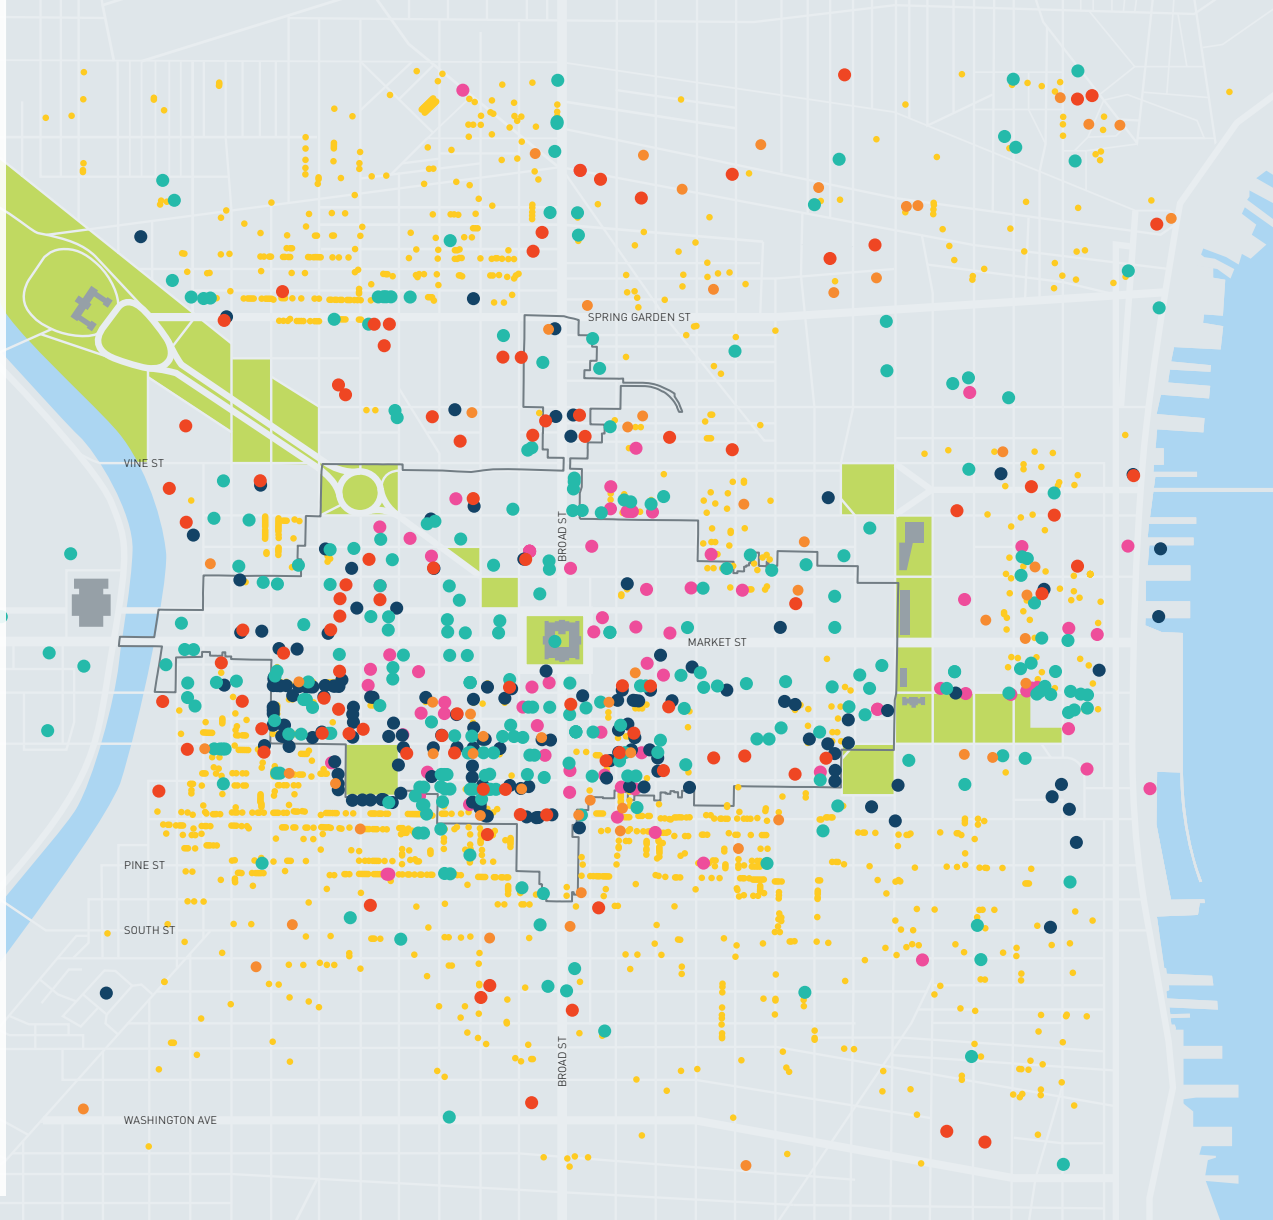 SPRING GARDEN ST
VINE ST
BROAD ST
MARKET ST
PINE ST
SOUTH ST
BROAD ST
WASHINGTON AVE